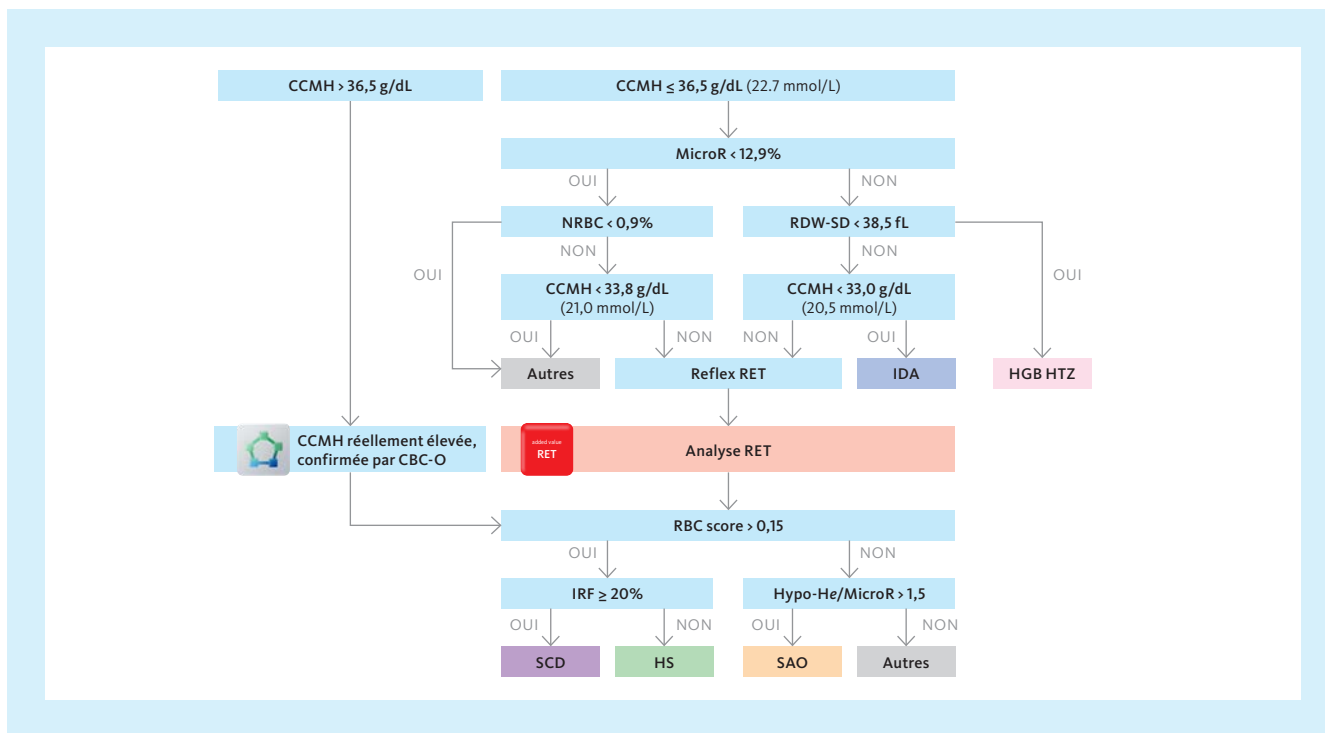 CCMH > 36,5 g/dL
CCMH ≤ 36,5 g/dL (22.7 mmol/L)
MicroR < 12,9%
OUI
NON
NRBC < 0,9%
RDW-SD < 38,5 fL
NON
NON
OUI
OUI
CCMH < 33,8 g/dL
(21,0 mmol/L)
CCMH < 33,0 g/dL
(20,5 mmol/L)
OUI
NON
NON
OUI
Autres
Reflex RET
IDA
HGB HTZ
CCMH réellement élevée,
confirmée par CBC-O
added value
RET
Analyse RET
RBC score > 0,15
OUI
NON
IRF ≥ 20%
Hypo-He/MicroR > 1,5
OUI
NON
OUI
NON
SCD
HS
SAO
Autres